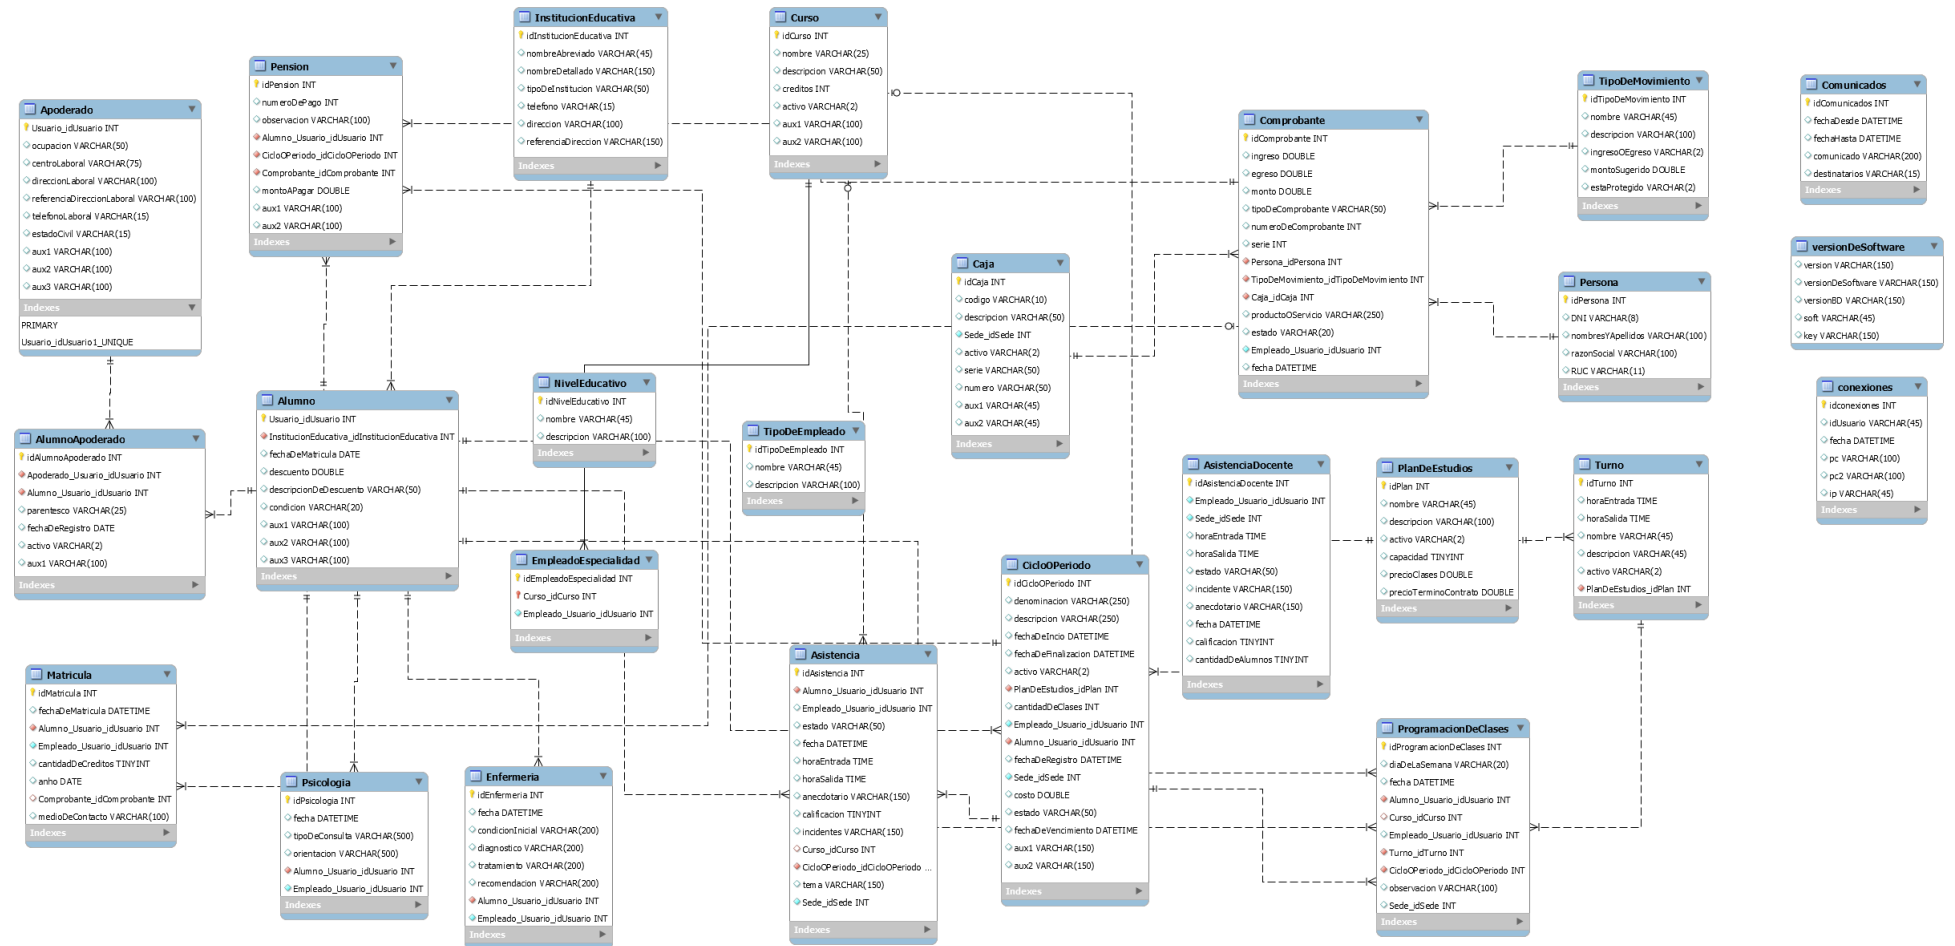 InstitucionEducativa
idInstitucionEducativa INT
nombreAbreviado VARCHAR(45)
nombreDetallado VARCHAR(150)
tipoDeInstitucion VARCHAR(50)
telefono VARCHAR(15)
direccion VARCHAR(100)
referenciaDireccion VARCHAR(150)
Indexes
Curso
idCurso INT
nombre VARCHAR(25)
descripcion VARCHAR(50)
creditos INT
activo VARCHAR(2)
aux1 VARCHAR(100)
aux2 VARCHAR(100)
Indexes
Pension
idPension INT
numeroDePago INT
observacion VARCHAR(100)
Alumno_Usuario_idUsuario INT
CicloOPeriodo_idCicloOPeriodo INT
Comprobante_idComprobante INT
montoAPagar DOUBLE
aux1 VARCHAR(100)
aux2 VARCHAR(100)
Indexes
Apoderado
Usuario_idUsuario INT
ocupacion VARCHAR(50)
centroLaboral VARCHAR(75)
direccionLaboral VARCHAR(100)
referenciaDireccionLaboral VARCHAR(100)
telefonoLaboral VARCHAR(15)
estadoCivil VARCHAR(15)
aux1 VARCHAR(100)
aux2 VARCHAR(100)
aux3 VARCHAR(100)
Indexes
PRIMARY
Usuario_idUsuario1_UNIQUE
Comprobante
idComprobante INT
ingreso DOUBLE
egreso DOUBLE
monto DOUBLE
tipoDeComprobante VARCHAR(50)
numeroDeComprobante INT
serie INT
Persona_idPersona INT
TipoDeMovimiento_idTipoDeMovimiento INT
Caja_idCaja INT
productoOServicio VARCHAR(250)
estado VARCHAR(20)
Empleado_Usuario_idUsuario INT
fecha DATETIME
Indexes
TipoDeMovimiento
idTipoDeMovimiento INT
nombre VARCHAR(45)
descripcion VARCHAR(100)
ingresoOEgreso VARCHAR(2)
montoSugerido DOUBLE
estaProtegido VARCHAR(2)
Indexes
Comunicados
idComunicados INT
fechaDesde DATETIME
fechaHasta DATETIME
comunicado VARCHAR(200)
destinatarios VARCHAR(15)
Indexes
versionDeSoftware
version VARCHAR(150)
versionDeSoftware VARCHAR(150)
versionBD VARCHAR(150)
soft VARCHAR(45)
key VARCHAR(150)
Caja
idCaja INT
codigo VARCHAR(10)
descripcion VARCHAR(50)
Sede_idSede INT
activo VARCHAR(2)
serie VARCHAR(50)
numero VARCHAR(50)
aux1 VARCHAR(45)
aux2 VARCHAR(45)
Indexes
Persona
idPersona INT
DNI VARCHAR(8)
nombresYApellidos VARCHAR(100)
razonSocial VARCHAR(100)
RUC VARCHAR(11)
Indexes
conexiones
idconexiones INT
idUsuario VARCHAR(45)
fecha DATETIME
pc VARCHAR(100)
pc2 VARCHAR(100)
ip VARCHAR(45)
Indexes
Alumno
Usuario_idUsuario INT
InstitucionEducativa_idInstitucionEducativa INT
fechaDeMatricula DATE
descuento DOUBLE
descripcionDeDescuento VARCHAR(50)
condicion VARCHAR(20)
aux1 VARCHAR(100)
aux2 VARCHAR(100)
aux3 VARCHAR(100)
Indexes
NivelEducativo
idNivelEducativo INT
nombre VARCHAR(45)
descripcion VARCHAR(100)
Indexes
TipoDeEmpleado
idTipoDeEmpleado INT
nombre VARCHAR(45)
descripcion VARCHAR(100)
Indexes
AlumnoApoderado
idAlumnoApoderado INT
Apoderado_Usuario_idUsuario INT
Alumno_Usuario_idUsuario INT
parentesco VARCHAR(25)
fechaDeRegistro DATE
activo VARCHAR(2)
aux1 VARCHAR(100)
Indexes
AsistenciaDocente
idAsistenciaDocente INT
Empleado_Usuario_idUsuario INT
Sede_idSede INT
horaEntrada TIME
horaSalida TIME
estado VARCHAR(50)
incidente VARCHAR(150)
anecdotario VARCHAR(150)
fecha DATETIME
calificacion TINYINT
cantidadDeAlumnos TINYINT
Indexes
PlanDeEstudios
idPlan INT
nombre VARCHAR(45)
descripcion VARCHAR(100)
activo VARCHAR(2)
capacidad TINYINT
precioClases DOUBLE
precioTerminoContrato DOUBLE
Indexes
Turno
idTurno INT
horaEntrada TIME
horaSalida TIME
nombre VARCHAR(45)
descripcion VARCHAR(45)
activo VARCHAR(2)
PlanDeEstudios_idPlan INT
Indexes
EmpleadoEspecialidad
idEmpleadoEspecialidad INT
Curso_idCurso INT
Empleado_Usuario_idUsuario INT
Indexes
CicloOPeriodo
idCicloOPeriodo INT
denominacion VARCHAR(250)
descripcion VARCHAR(250)
fechaDeIncio DATETIME
fechaDeFinalizacion DATETIME
activo VARCHAR(2)
PlanDeEstudios_idPlan INT
cantidadDeClases INT
Empleado_Usuario_idUsuario INT
Alumno_Usuario_idUsuario INT
fechaDeRegistro DATETIME
Sede_idSede INT
costo DOUBLE
estado VARCHAR(50)
fechaDeVencimiento DATETIME
aux1 VARCHAR(150)
aux2 VARCHAR(150)
Indexes
Asistencia
idAsistencia INT
Alumno_Usuario_idUsuario INT
Empleado_Usuario_idUsuario INT
estado VARCHAR(50)
fecha DATETIME
horaEntrada TIME
horaSalida TIME
anecdotario VARCHAR(150)
calificacion TINYINT
incidentes VARCHAR(150)
Curso_idCurso INT
CicloOPeriodo_idCicloOPeriodo ...
tema VARCHAR(150)
Sede_idSede INT
Indexes
Matricula
idMatricula INT
fechaDeMatricula DATETIME
Alumno_Usuario_idUsuario INT
Empleado_Usuario_idUsuario INT
cantidadDeCreditos TINYINT
anho DATE
Comprobante_idComprobante INT
medioDeContacto VARCHAR(100)
Indexes
Psicologia
idPsicologia INT
fecha DATETIME
tipoDeConsulta VARCHAR(500)
orientacion VARCHAR(500)
Alumno_Usuario_idUsuario INT
Empleado_Usuario_idUsuario INT
Indexes
Enfermeria
idEnfermeria INT
fecha DATETIME
condicionInicial VARCHAR(200)
diagnostico VARCHAR(200)
tratamiento VARCHAR(200)
recomendacion VARCHAR(200)
Alumno_Usuario_idUsuario INT
Empleado_Usuario_idUsuario INT
Indexes
ProgramacionDeClases
idProgramacionDeClases INT
diaDeLaSemana VARCHAR(20)
fecha DATETIME
Alumno_Usuario_idUsuario INT
Curso_idCurso INT
Empleado_Usuario_idUsuario INT
Turno_idTurno INT
CicloOPeriodo_idCicloOPeriodo INT
observacion VARCHAR(100)
Sede_idSede INT
Indexes